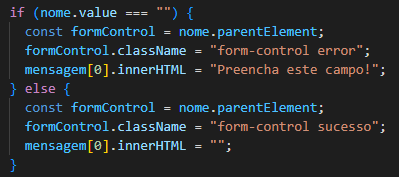 if (nome.value === "") {
  const formControl = nome.parentElement;
  formControl.className = "form-control error";
  mensagem[0].innerHTML = "Preencha este campo!";
} else {
  const formControl = nome.parentElement;
  formControl.className = "form-control sucesso";
  mensagem[0].innerHTML = "";
}